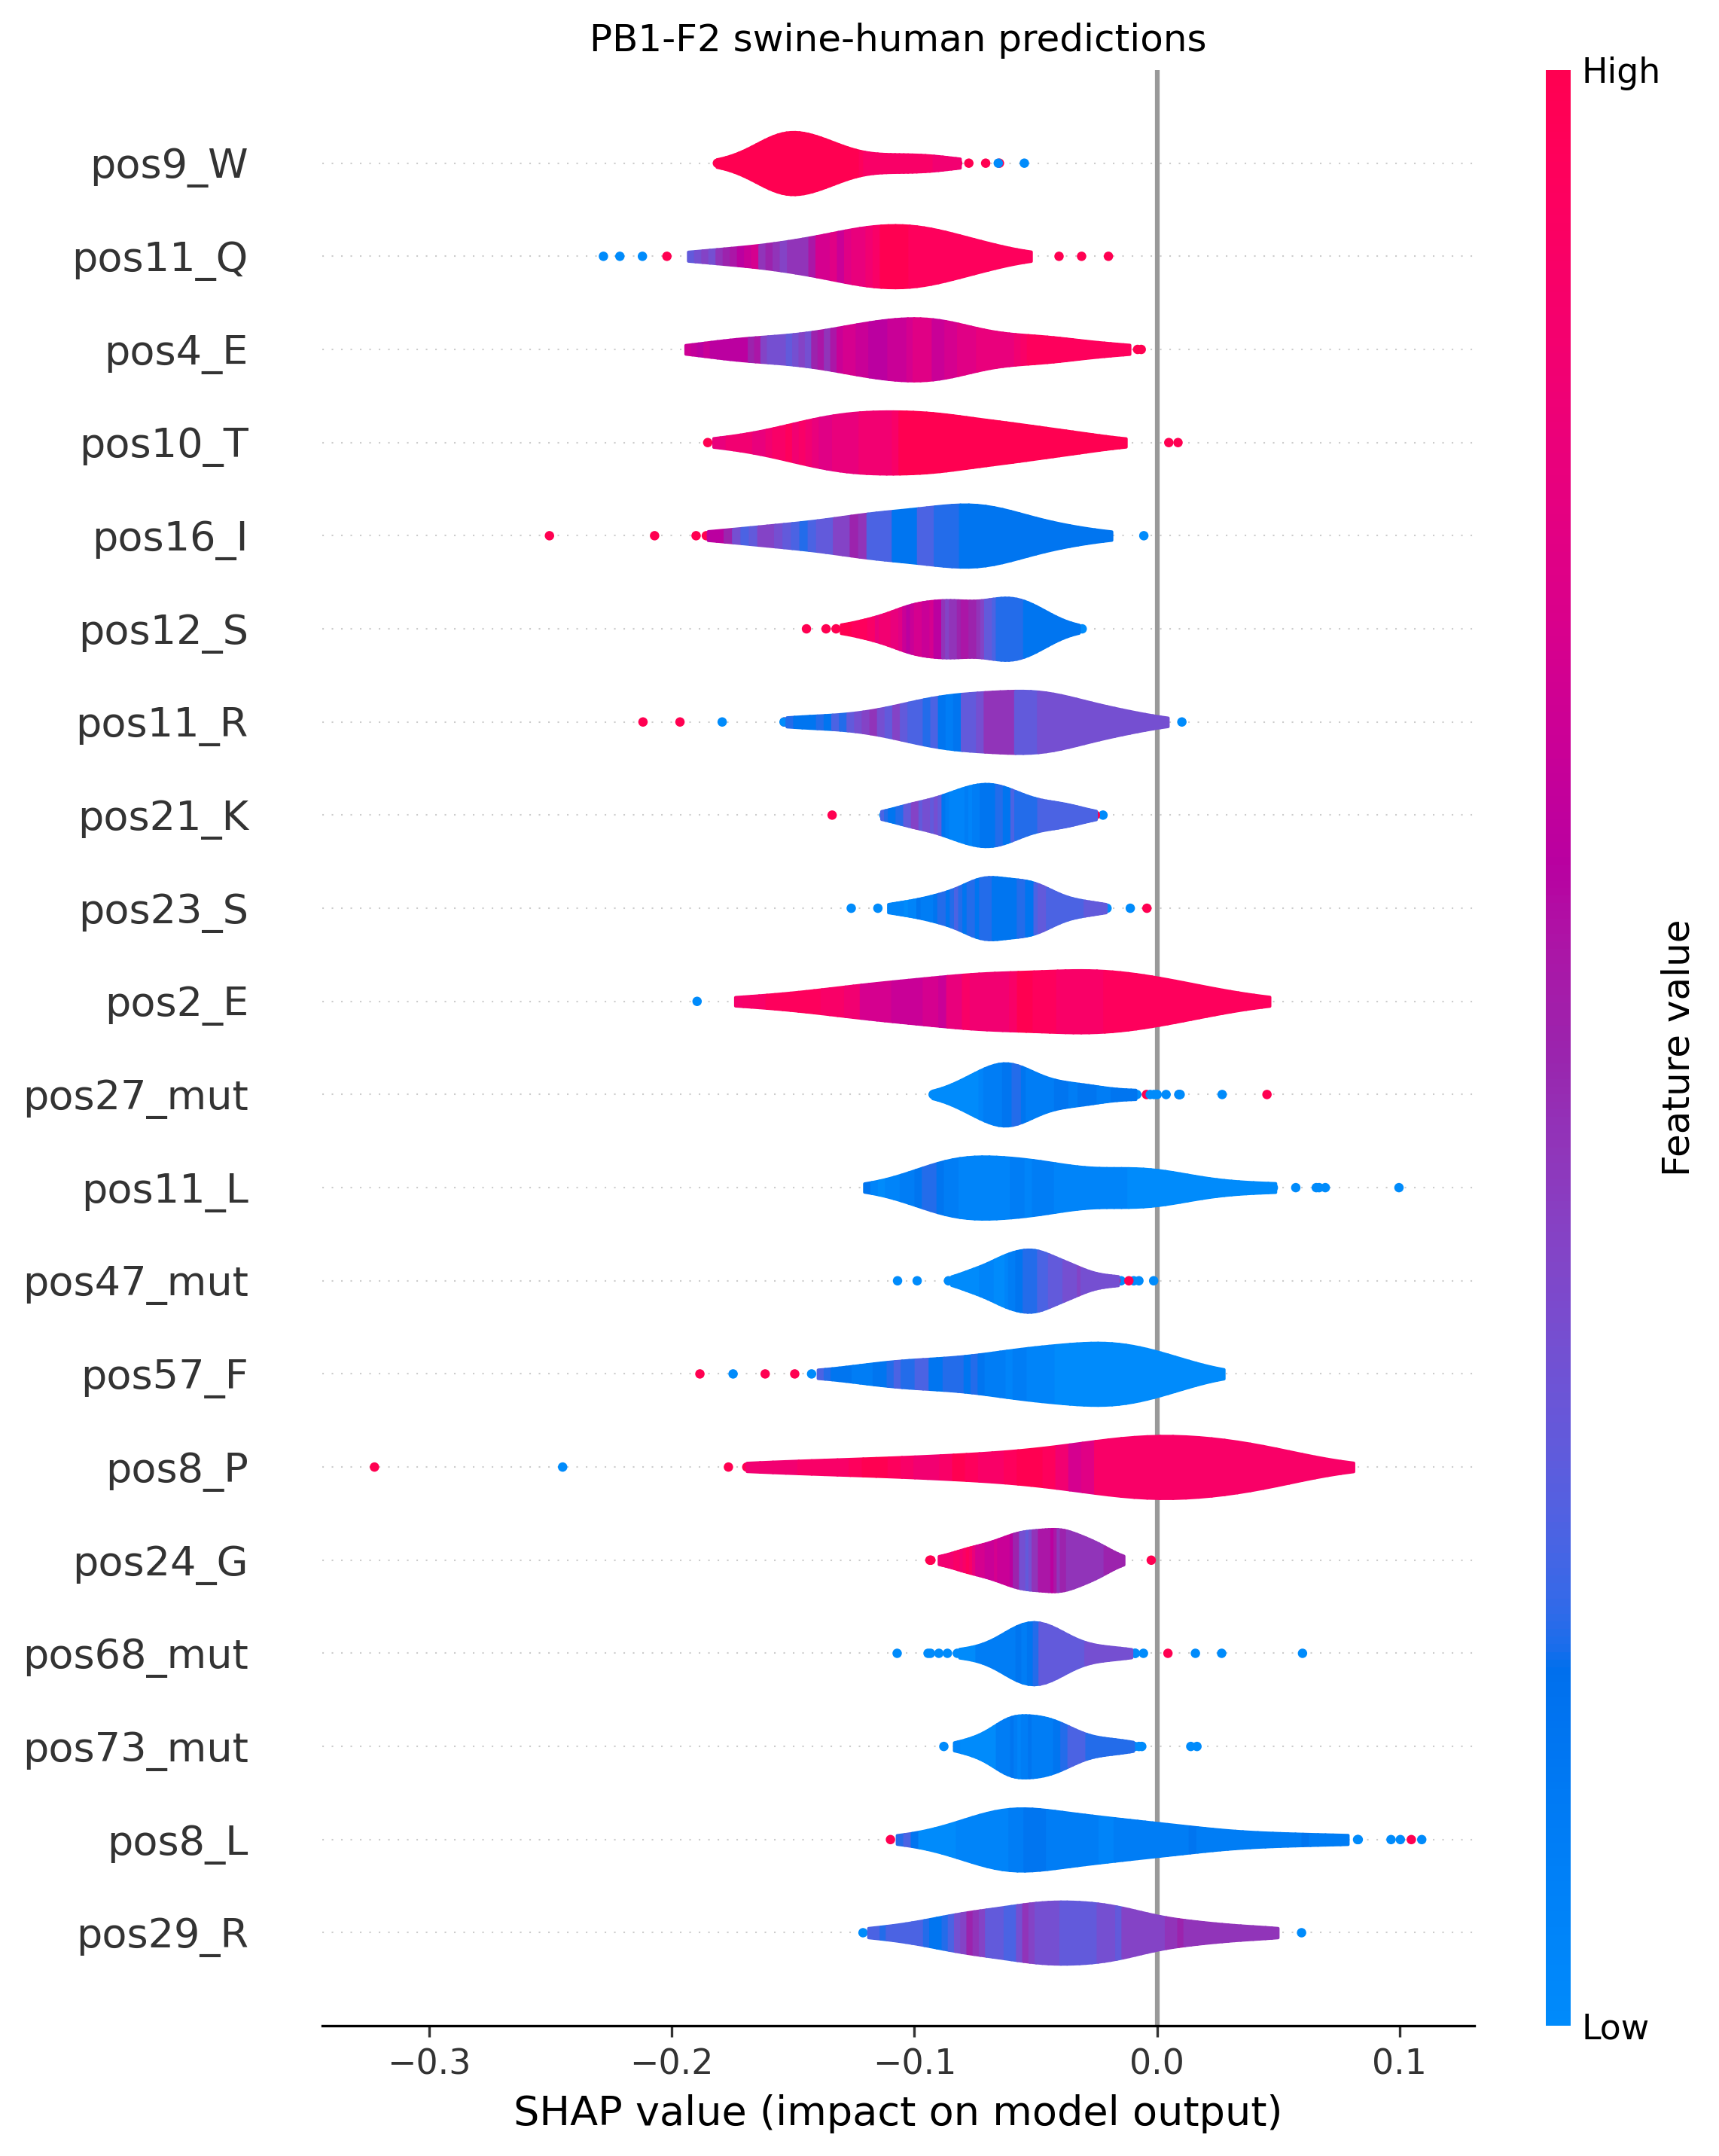 PB1-F2 swine-human predictions
High
pos9_W
pos11_Q
pos4_E
pos10_T
pos16_I
pos12_S
pos11_R
pos21_K
pos23_S
pos2_E
pos27_mut
pos11_L
pos47_mut
pos57_F
pos8_P
pos24_G
pos68_mut
pos73_mut
pos8_L
pos29_R
Feature value
Low
−0.3 −0.2 −0.1 0.0 0.1
SHAP value (impact on model output)